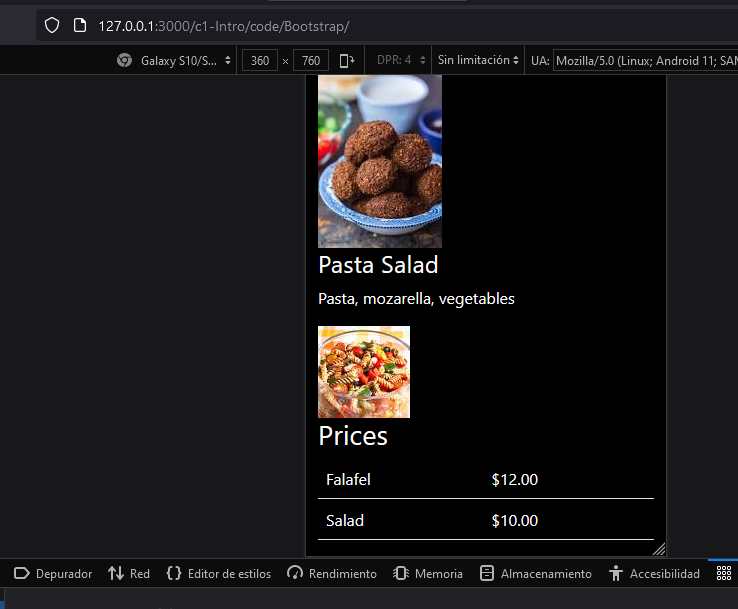 127.0.0.1:3000/c1-Intro/code/Bootstrap/
Galaxy S10/S... 360 × 760 DPR: 4 Sin limitación UA: Mozilla/5.0 (Linux; Android 11; SAM
Pasta Salad
Pasta, mozarella, vegetables
Prices
Falafel $12.00
Salad $10.00
Depurador Red Editor de estilos Rendimiento Memoria Almacenamiento Accesibilidad